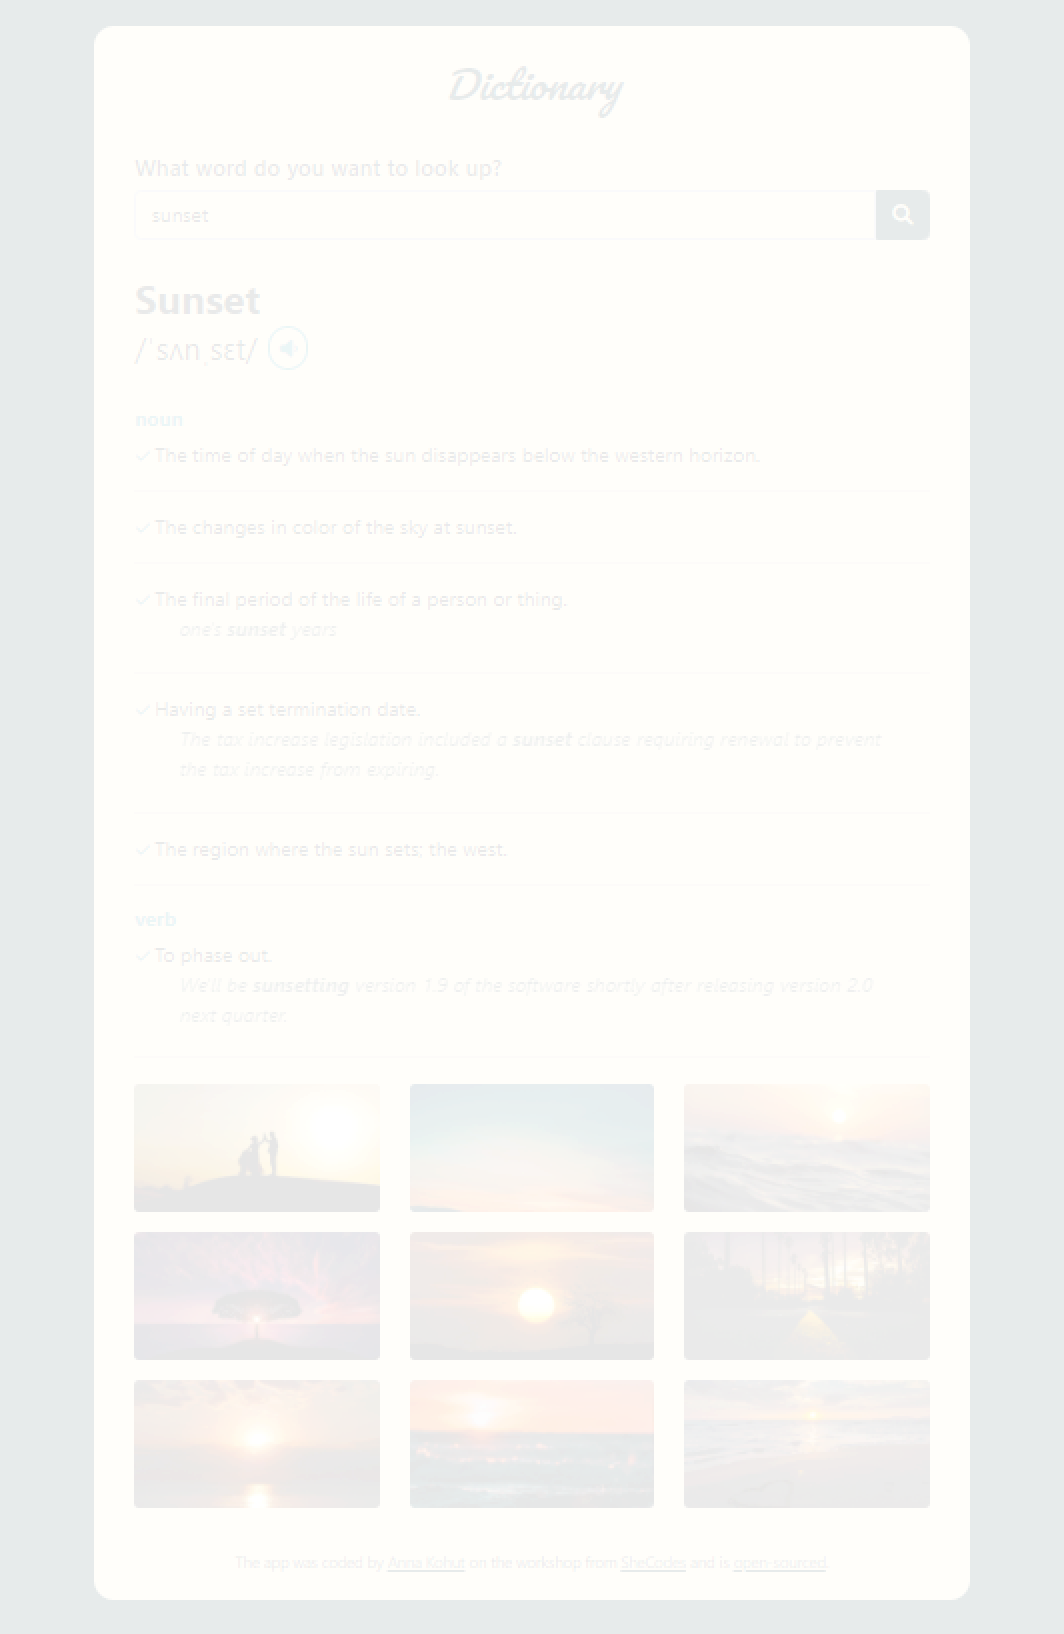 Dictionary
What word do you want to look up?
sunset
Sunset
/ˈsʌnˌsɛt/
noun
The time of day when the sun disappears below the western horizon.
The changes in color of the sky at sunset.
The final period of the life of a person or thing.
one's sunset years
Having a set termination date.
The tax increase legislation included a sunset clause requiring renewal to prevent
the tax increase from expiring.
The region where the sun sets; the west.
verb
To phase out.
We'll be sunsetting version 1.9 of the software shortly after releasing version 2.0
next quarter.
The app was coded by Anna Kohut on the workshop from SheCodes and is open-sourced.